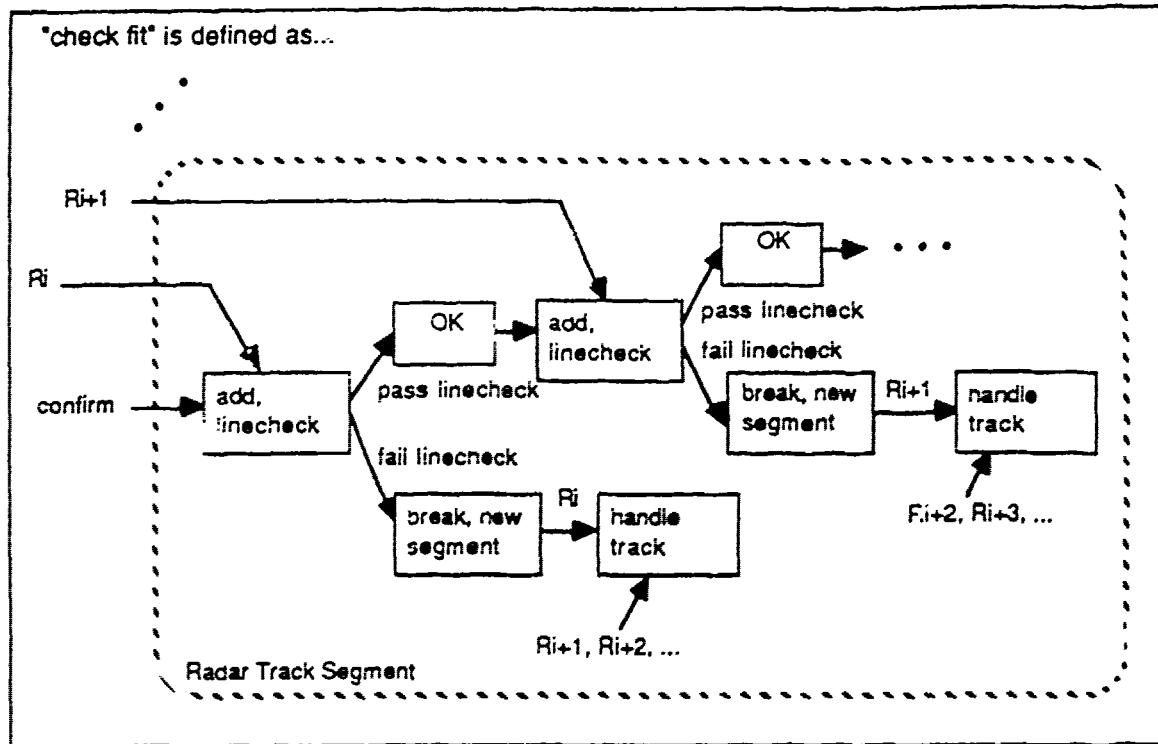 "check fit" is defined as...
Ri+1
OK
Ri
pass linecheck
OK
add,
linecheck
fail linecheck
pass linecheck
confirm
add,
linecheck
break, new
segment
Ri+1
handle
track
fail linecheck
Ri
break, new
segment
handle
track
F.i+2, Ri+3, ...
Ri+1, Ri+2, ...
Radar Track Segment